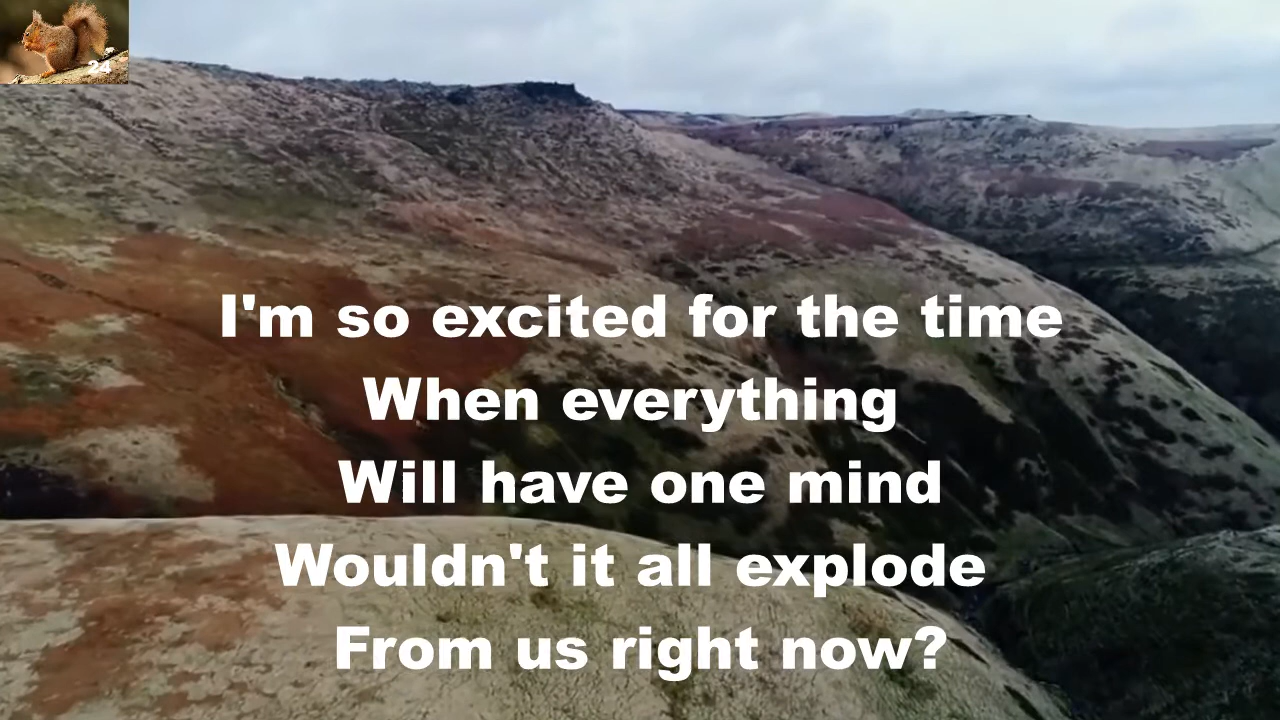 24
I'm so excited for the time
When everything
Will have one mind
Wouldn't it all explode
From us right now?